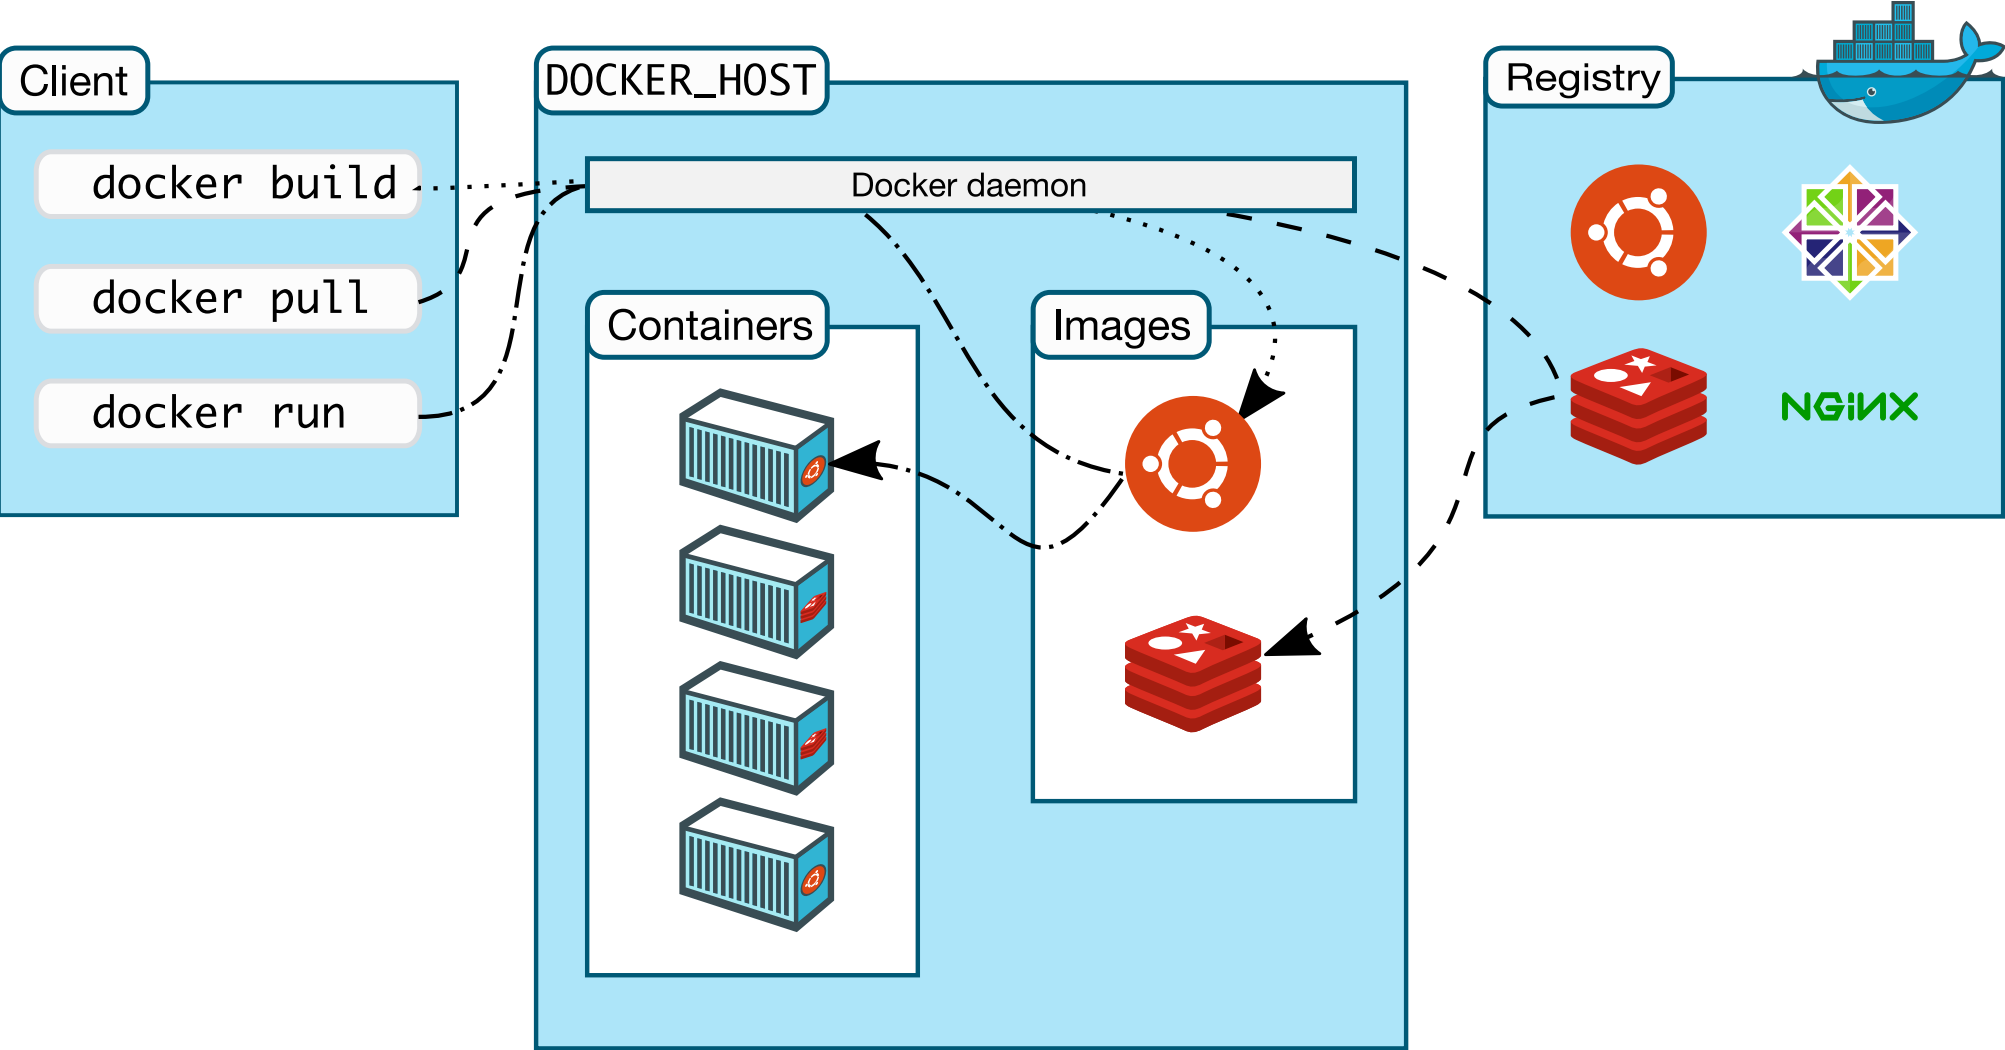 Client
docker build
docker pull
docker run
DOCKER_HOST
Docker daemon
Containers
Images
Registry
NGiNX